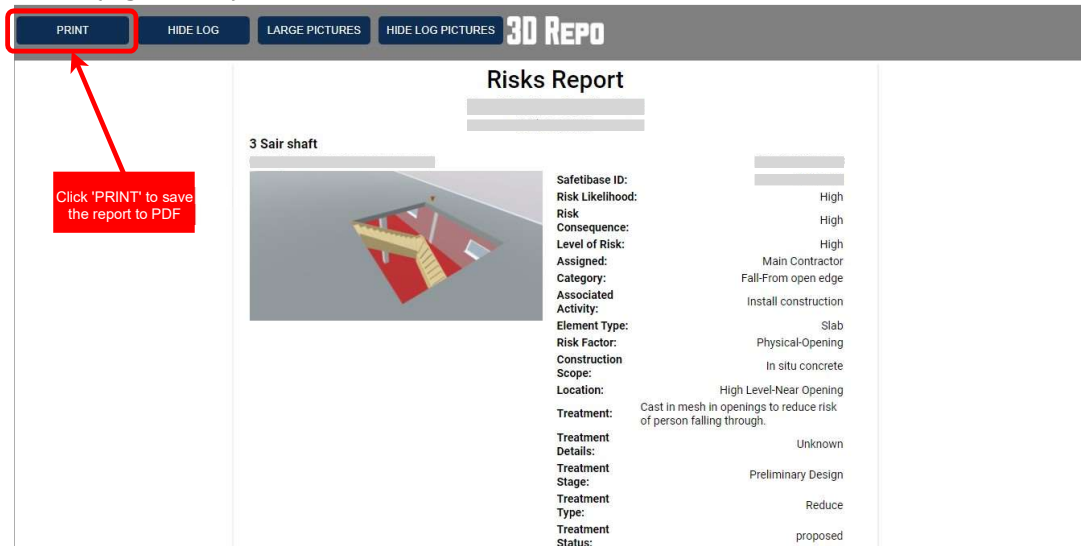 PRINT
HIDE LOG
LARGE PICTURES
HIDE LOG PICTURES
3D REPO
Risks Report
3 Sair shaft
Click 'PRINT' to save
the report to PDF
Safetibase ID:
Risk Likelihood: High
Risk
Consequence: High
Level of Risk: High
Assigned: Main Contractor
Category: Fall-From open edge
Associated
Activity: Install construction
Element Type: Slab
Risk Factor: Physical-Opening
Construction
Scope: In situ concrete
Location: High Level-Near Opening
Treatment: Cast in mesh in openings to reduce risk
of person falling through.
Treatment
Details: Unknown
Treatment
Stage: Preliminary Design
Treatment
Type: Reduce
Treatment
Status: proposed